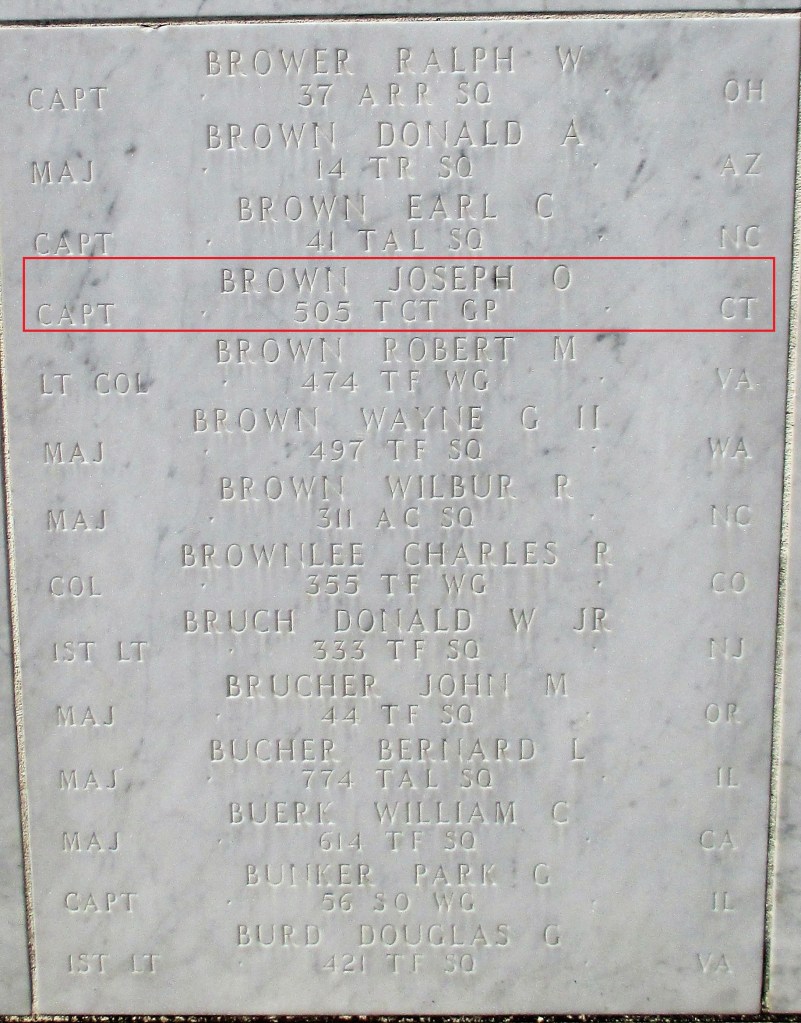 BROWER RALPH W
CAPT · 37 ARR SQ · OH
BROWN DONALD A
MAJ · 14 TR SQ · AZ
BROWN EARL C
CAPT · 41 TAL SQ · NC
BROWN JOSEPH O
CAPT · 505 TCT GP · CT
BROWN ROBERT M
LT COL · 474 TF WG · VA
BROWN WAYNE G II
MAJ · 497 TF SQ · WA
BROWN WILBUR R
MAJ · 311 AC SQ · NC
BROWNLEE CHARLES R
COL · 355 TF WG · CO
BRUCH DONALD W JR
1ST LT · 333 TF SQ · NJ
BRUCHER JOHN M
MAJ · 44 TF SQ · OR
BUCHER BERNARD L
MAJ · 774 TAL SQ · IL
BUERK WILLIAM C
MAJ · 614 TF SQ · CA
BUNKER PARK G
CAPT · 56 SO WG · IL
BURD DOUGLAS G
1ST LT · 421 TF SQ · VA